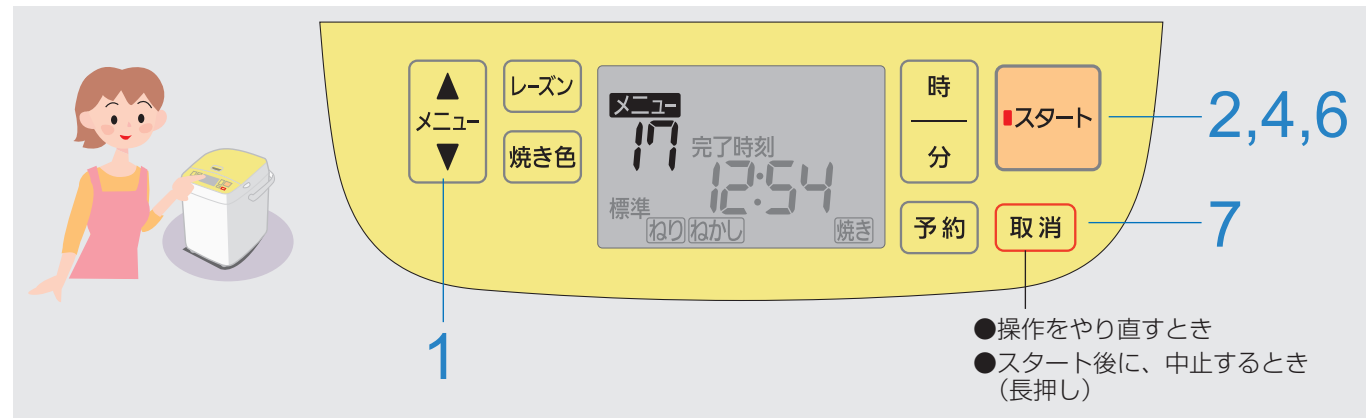 ▲
メニュー
▼
レーズン
焼き色
メニュー
17
完了時刻
12:54
標準
ねり ねかし 焼き
時
分
予約
スタート
取消
2,4,6
7
1
●操作をやり直すとき
●スタート後に、中止するとき
（長押し）